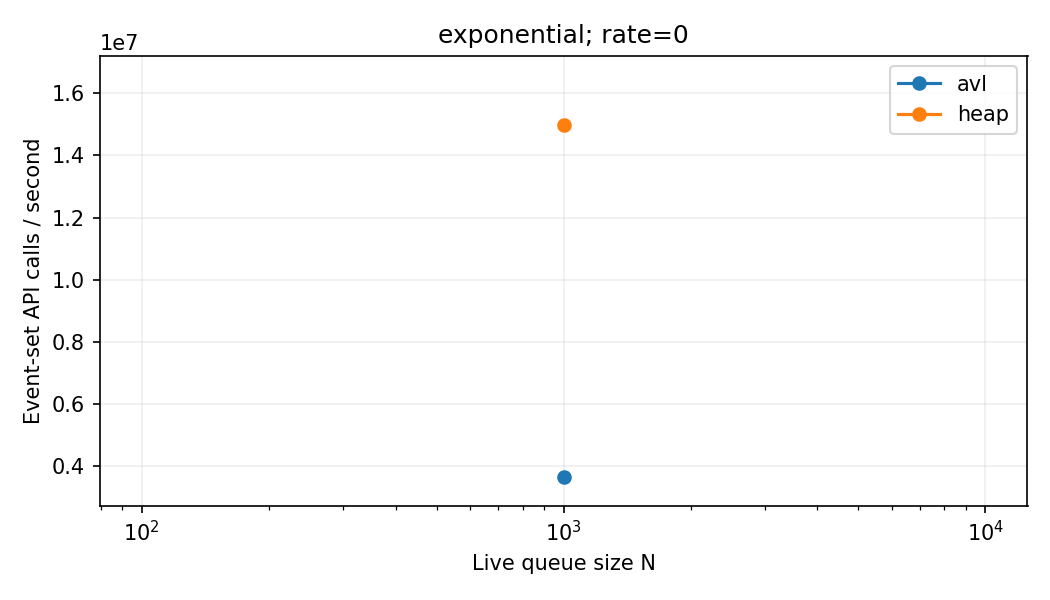 exponential; rate=0
1e7
avl
heap
1.6
1.4
1.2
1.0
0.8
0.6
0.4
Event-set API calls / second
10^2
10^3
10^4
Live queue size N